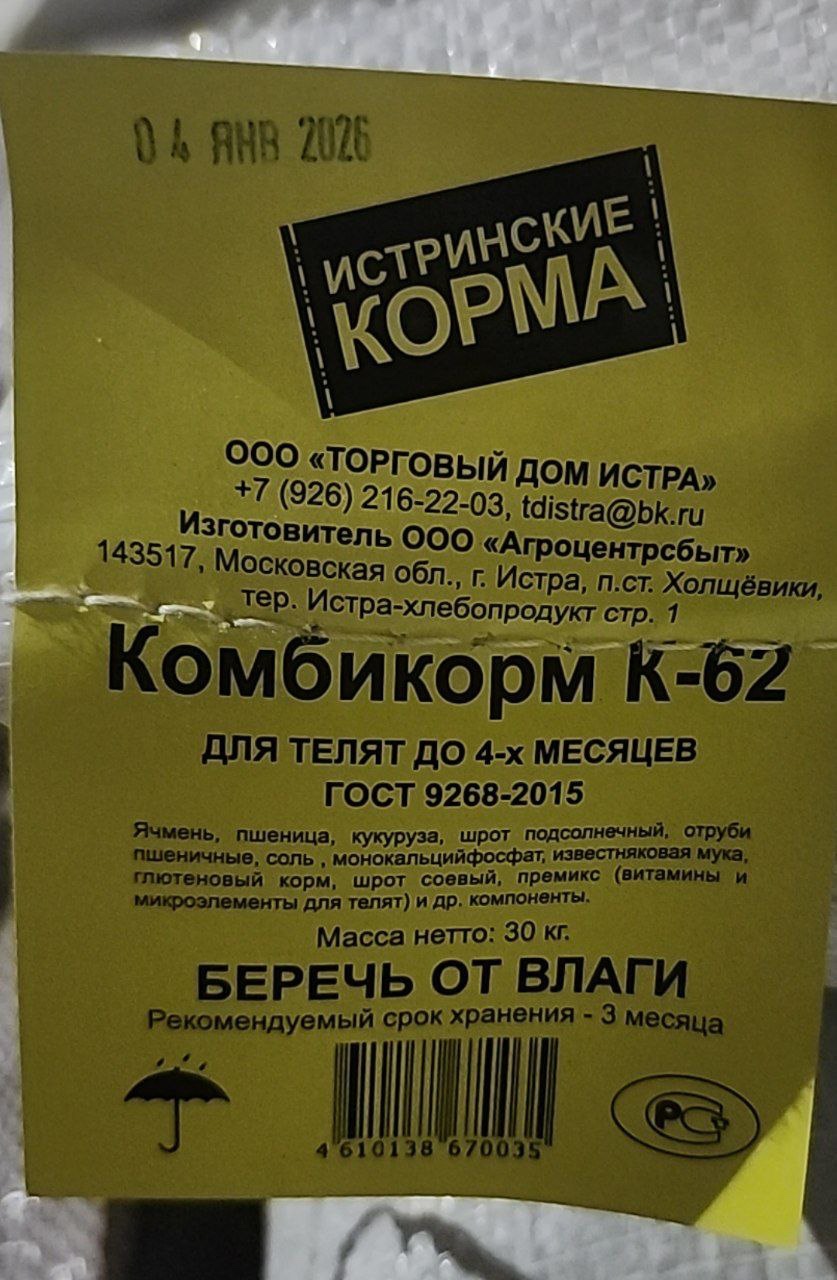 04 ЯНВ 2026
ИСТРИНСКИЕ
КОРМА
ООО «ТОРГОВЫЙ ДОМ ИСТРА»
+7 (926) 216-22-03, tdistra@bk.ru
Изготовитель ООО «Агроцентрсбыт»
143517, Московская обл., г. Истра, п.ст. Холщёвики,
тер. Истра-хлебопродукт стр. 1
Комбикорм К-62
ДЛЯ ТЕЛЯТ ДО 4-х МЕСЯЦЕВ
ГОСТ 9268-2015
Ячмень, пшеница, кукуруза, шрот подсолнечный, отруби
пшеничные, соль , монокальцийфосфат, известняковая мука,
глютеновый корм, шрот соевый, премикс (витамины и
микроэлементы для телят) и др. компоненты.
Масса нетто: 30 кг.
БЕРЕЧЬ ОТ ВЛАГИ
Рекомендуемый срок хранения - 3 месяца
4 610138 670035
РСТ